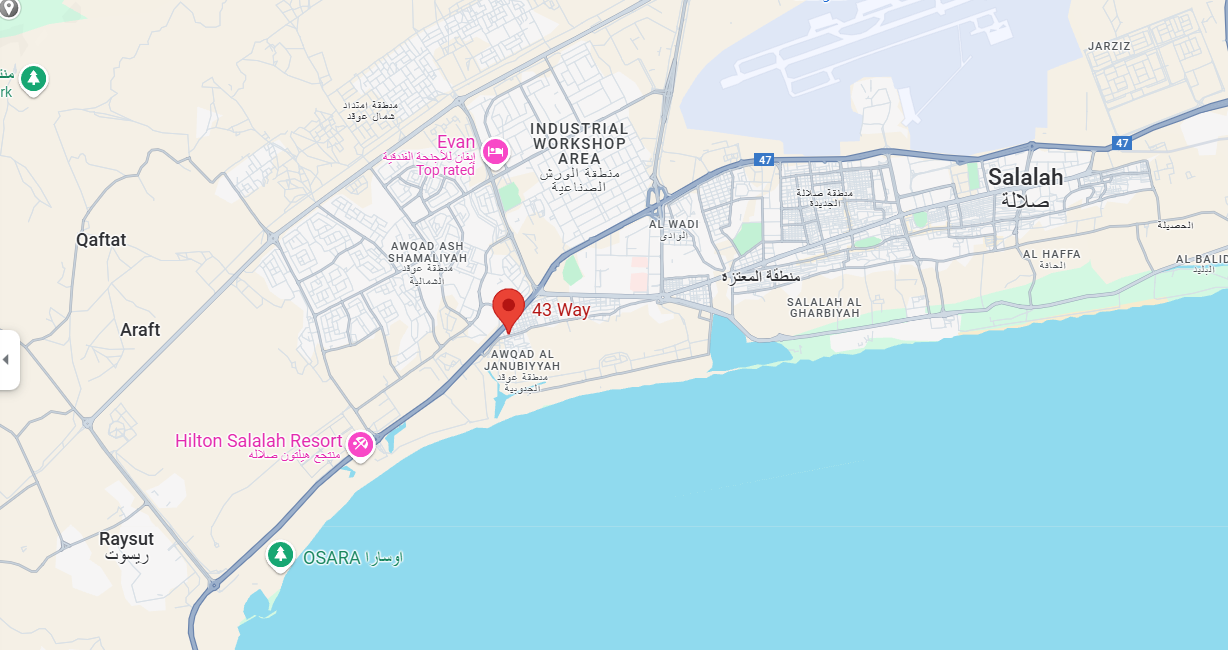 JARZIZ
منطقة امتداد
شمال عوقد
rk
INDUSTRIAL
WORKSHOP
AREA
منطقة الورش
الصناعية
Evan
إيفان للأجنحة الفندقية
Top rated
47
47
Salalah
صلالة
منطقة صلالة
الجديدة
AL WADI
الوادي
الحصيلة
Qaftat
AWQAD ASH
SHAMALIYAH
منطقة عوقد
الشمالية
AL HAFFA
الحافة
AL BALID
البليد
منطقة المعتزة
SALALAH AL
GHARBIYAH
43 Way
Araft
AWQAD AL
JANUBIYYAH
منطقة عوقد
الجنوبية
Hilton Salalah Resort
منتجع هيلتون صلاله
Raysut
ريسوت
OSARA اوسارا